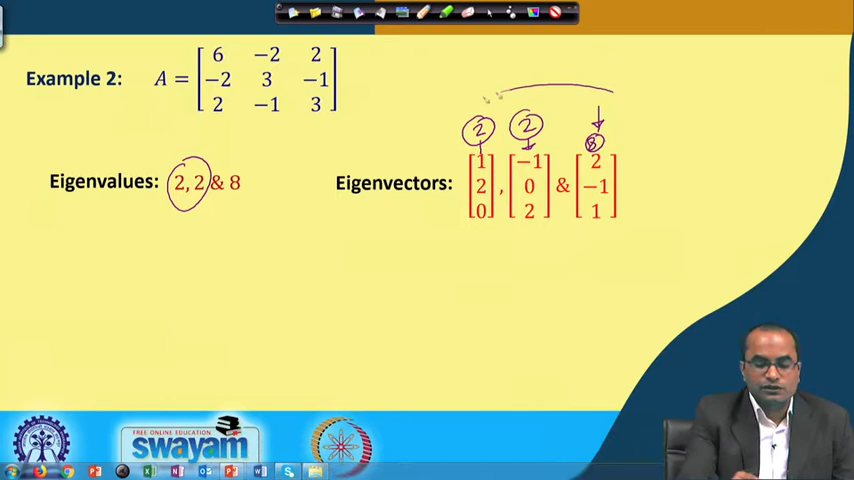 Example 2: A = [6 −2 2
−2 3 −1
2 −1 3]
2 2 8
Eigenvalues: 2, 2 & 8
Eigenvectors: [1 2 0], [−1 0 2] & [2 −1 1]
FREE ONLINE EDUCATION
swayam